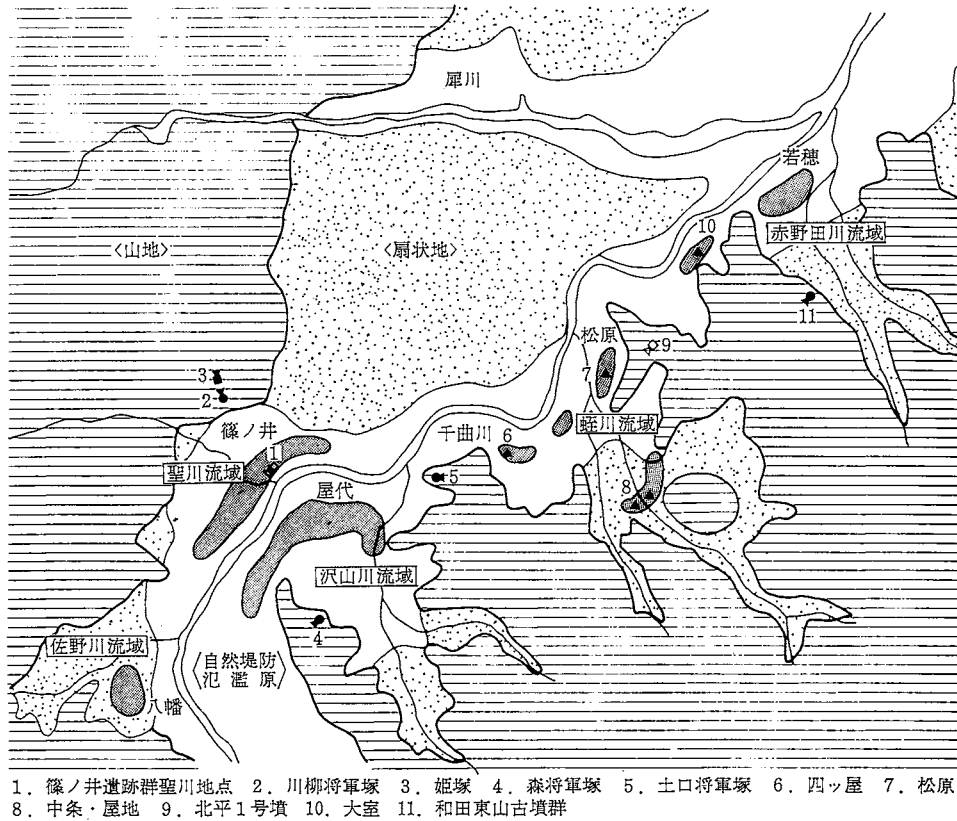 犀川
若穂
10
赤野田川流域
〈山地〉
〈扇状地〉
11
松原
9
3
7
2
篠ノ井
千曲川
6
蛭川流域
1
聖川流域
屋代
5
8
沢山川流域
4
佐野川流域
〈自然堤防
氾濫原〉
八幡
1. 篠ノ井遺跡群聖川地点 2. 川柳将軍塚 3. 姫塚 4. 森将軍塚 5. 土口将軍塚 6. 四ッ屋 7. 松原
8. 中条・屋地 9. 北平1号墳 10. 大室 11. 和田東山古墳群